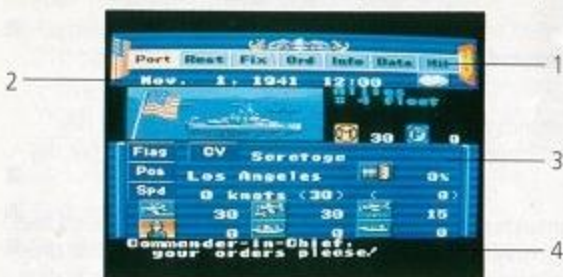 Port Rest Fix Ord Info Data
1
2
Nov. 1, 1941 12:00
Allies
# 4 fleet
30 0
Flag CV Saratoga
3
Pos Los Angeles 0%
Spd 0 knots (30) ( 0)
30 30 15
0 0 0
Commander-in-Chief,
your orders please!
4